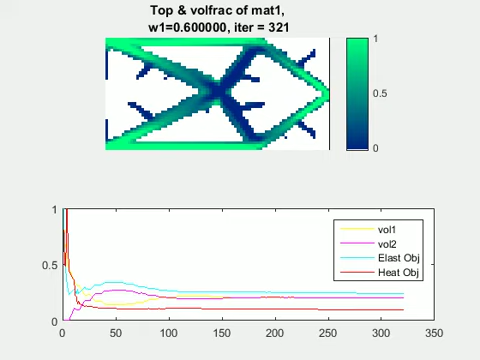 Top & volfrac of mat1,
w1=0.600000, iter = 321
1
0.5
0
1
0.5
0
vol1
vol2
Elast Obj
Heat Obj
0 50 100 150 200 250 300 350